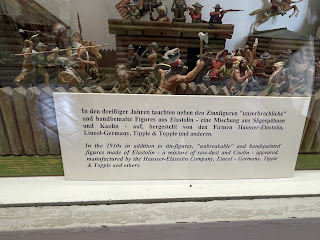 In den dreißiger Jahren tauchten neben den Zinnfiguren "unzerbrechliche"
und handbemalte Figuren aus Elastolin - eine Mischung aus Sägespähnen
und Kaolin - auf, hergestellt von den Firmen Hausser-Elastolin,
Lineol-Germany, Tipple & Topple und anderen.
In the 1930s in addition to tin-figures, "unbreakable" and hand-painted
figures made of Elastolin - a mixture of saw-dust and Caolin - appeared,
manufactured by the Hausser-Elastolin Company, Lineol - Germany, Tipple
& Topple and others.